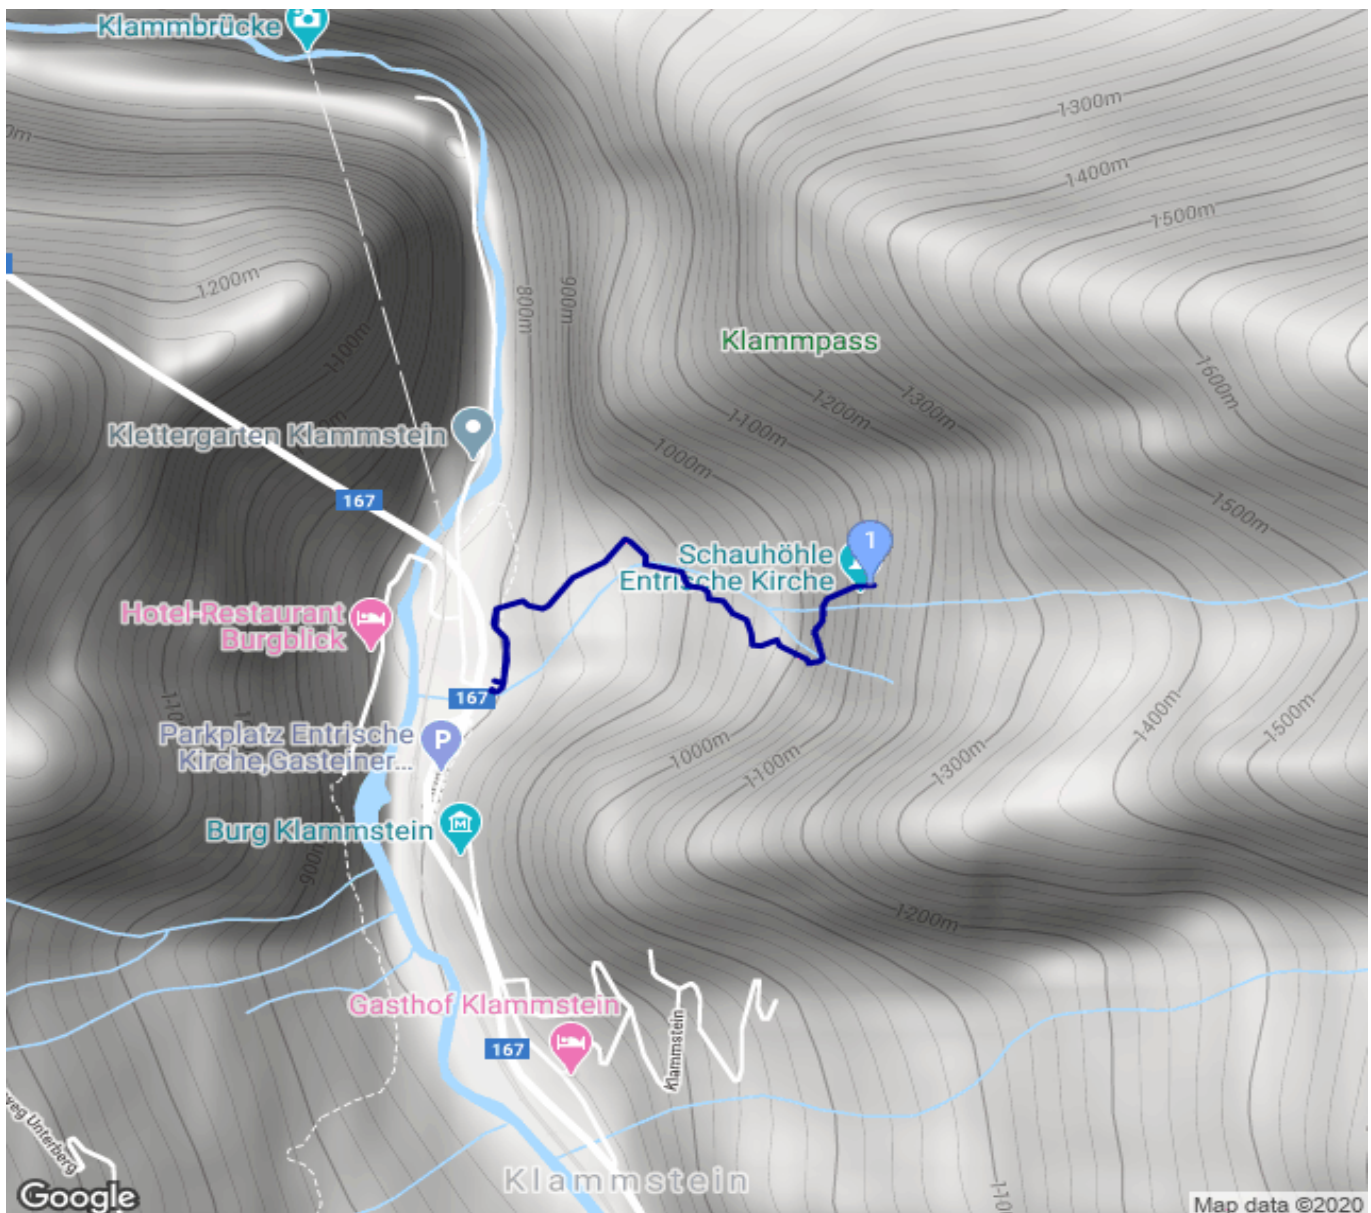 Klammbrücke
1300m
1400m
1500m
1200m
800m
900m
1100m
Klammpass
1600m
1200m
1300m
1100m
1000m
Klettergarten Klammstein
167
1500m
1
Schauhöhle
Entrische Kirche
Hotel-Restaurant
Burgblick
167
Parkplatz Entrische
Kirche,Gasteiner...
P
1000m
1100m
1300m
1400m
1500m
Burg Klammstein
M
900m
1200m
Gasthof Klammstein
167
Klammstein
weg Unterberg
Klammstein
Google
Map data ©2020